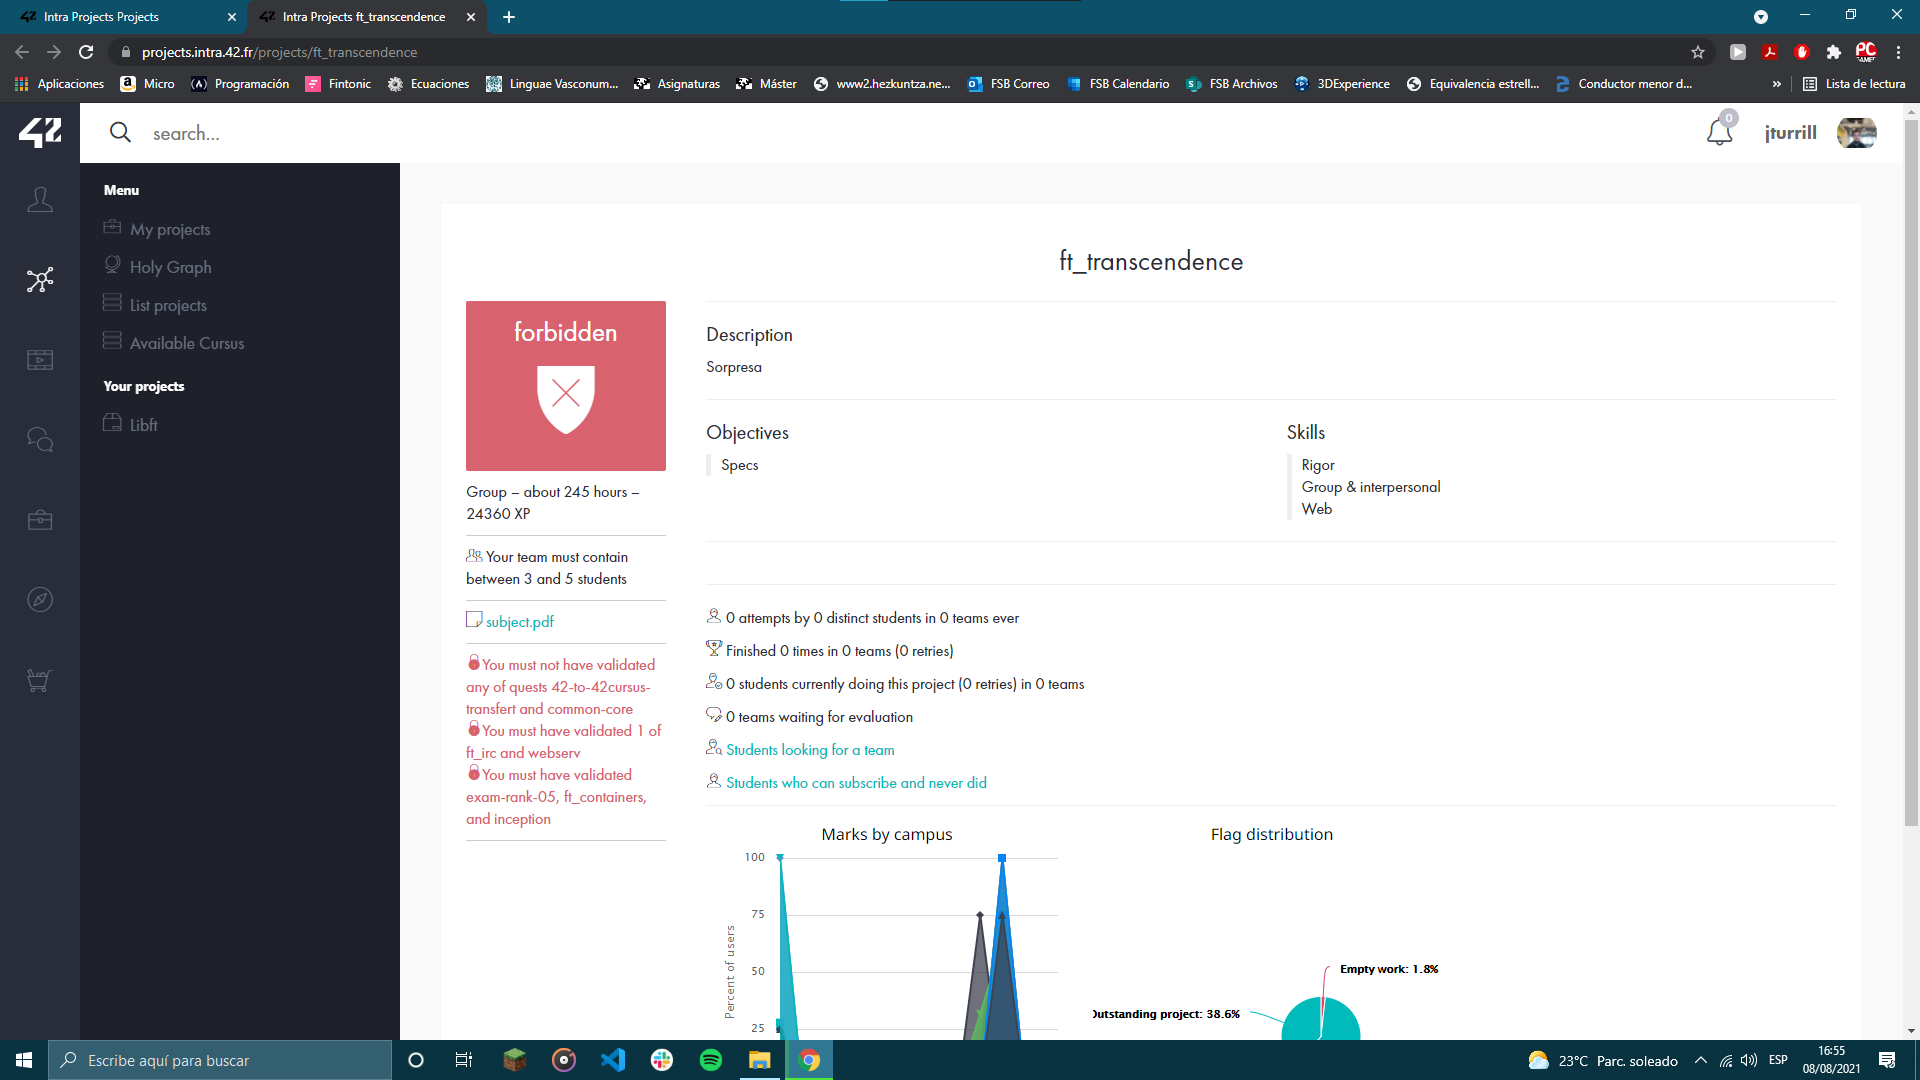 Intra Projects Projects
Intra Projects ft_transcendence
projects.intra.42.fr/projects/ft_transcendence
Aplicaciones
Micro
Programación
Fintonic
Ecuaciones
Linguae Vasconum...
Asignaturas
Máster
www2.hezkuntza.ne...
FSB Correo
FSB Calendario
FSB Archivos
3DExperience
Equivalencia estrell...
Conductor menor d...
»
Lista de lectura
42
search...
0
jturrill
Menu
My projects
Holy Graph
List projects
Available Cursus
Your projects
Libft
ft_transcendence
forbidden
Group – about 245 hours –
24360 XP
Your team must contain
between 3 and 5 students
subject.pdf
You must not have validated
any of quests 42-to-42cursus-
transfert and common-core
You must have validated 1 of
ft_irc and webserv
You must have validated
exam-rank-05, ft_containers,
and inception
Description
Sorpresa
Objectives
Specs
Skills
Rigor
Group & interpersonal
Web
0 attempts by 0 distinct students in 0 teams ever
Finished 0 times in 0 teams (0 retries)
0 students currently doing this project (0 retries) in 0 teams
0 teams waiting for evaluation
Students looking for a team
Students who can subscribe and never did
Marks by campus
100
75
50
25
Percent of users
Flag distribution
Empty work: 1.8%
Outstanding project: 38.6%
Escribe aquí para buscar
23°C Parc. soleado
ESP
16:55
08/08/2021